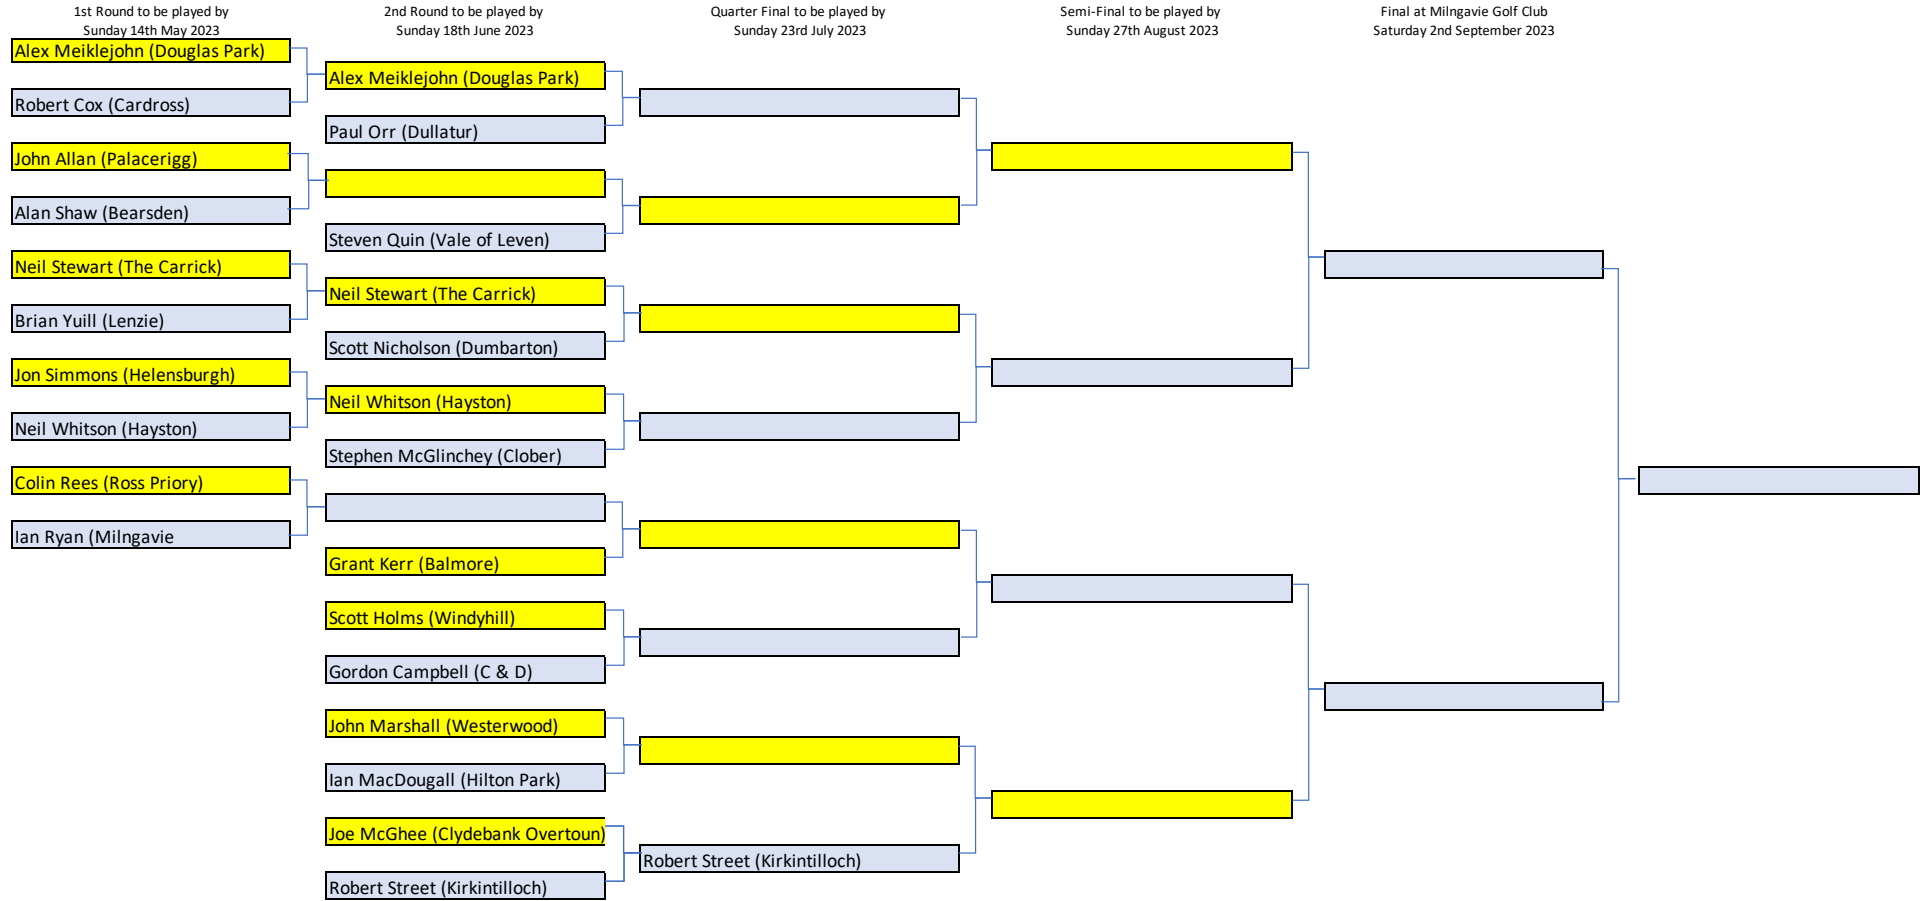 1st Round to be played by
Sunday 14th May 2023
2nd Round to be played by
Sunday 18th June 2023
Quarter Final to be played by
Sunday 23rd July 2023
Semi-Final to be played by
Sunday 27th August 2023
Final at Milngavie Golf Club
Saturday 2nd September 2023
Alex Meiklejohn (Douglas Park)
Robert Cox (Cardross)
John Allan (Palacerigg)
Alan Shaw (Bearsden)
Neil Stewart (The Carrick)
Brian Yuill (Lenzie)
Jon Simmons (Helensburgh)
Neil Whitson (Hayston)
Colin Rees (Ross Priory)
Ian Ryan (Milngavie
Alex Meiklejohn (Douglas Park)
Paul Orr (Dullatur)
Steven Quin (Vale of Leven)
Neil Stewart (The Carrick)
Scott Nicholson (Dumbarton)
Neil Whitson (Hayston)
Stephen McGlinchey (Clober)
Grant Kerr (Balmore)
Scott Holms (Windyhill)
Gordon Campbell (C & D)
John Marshall (Westerwood)
Ian MacDougall (Hilton Park)
Joe McGhee (Clydebank Overtoun)
Robert Street (Kirkintilloch)
Robert Street (Kirkintilloch)